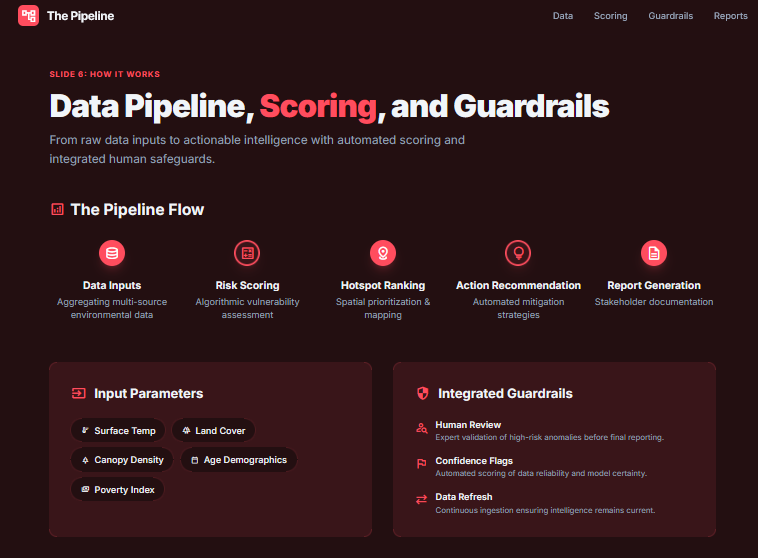 The Pipeline
Data Scoring Guardrails Reports
SLIDE 6: HOW IT WORKS
Data Pipeline, Scoring, and Guardrails
From raw data inputs to actionable intelligence with automated scoring and
integrated human safeguards.
The Pipeline Flow
Data Inputs
Aggregating multi-source
environmental data
Risk Scoring
Algorithmic vulnerability
assessment
Hotspot Ranking
Spatial prioritization &
mapping
Action Recommendation
Automated mitigation
strategies
Report Generation
Stakeholder documentation
Input Parameters
Surface Temp
Land Cover
Canopy Density
Age Demographics
Poverty Index
Integrated Guardrails
Human Review
Expert validation of high-risk anomalies before final reporting.
Confidence Flags
Automated scoring of data reliability and model certainty.
Data Refresh
Continuous ingestion ensuring intelligence remains current.